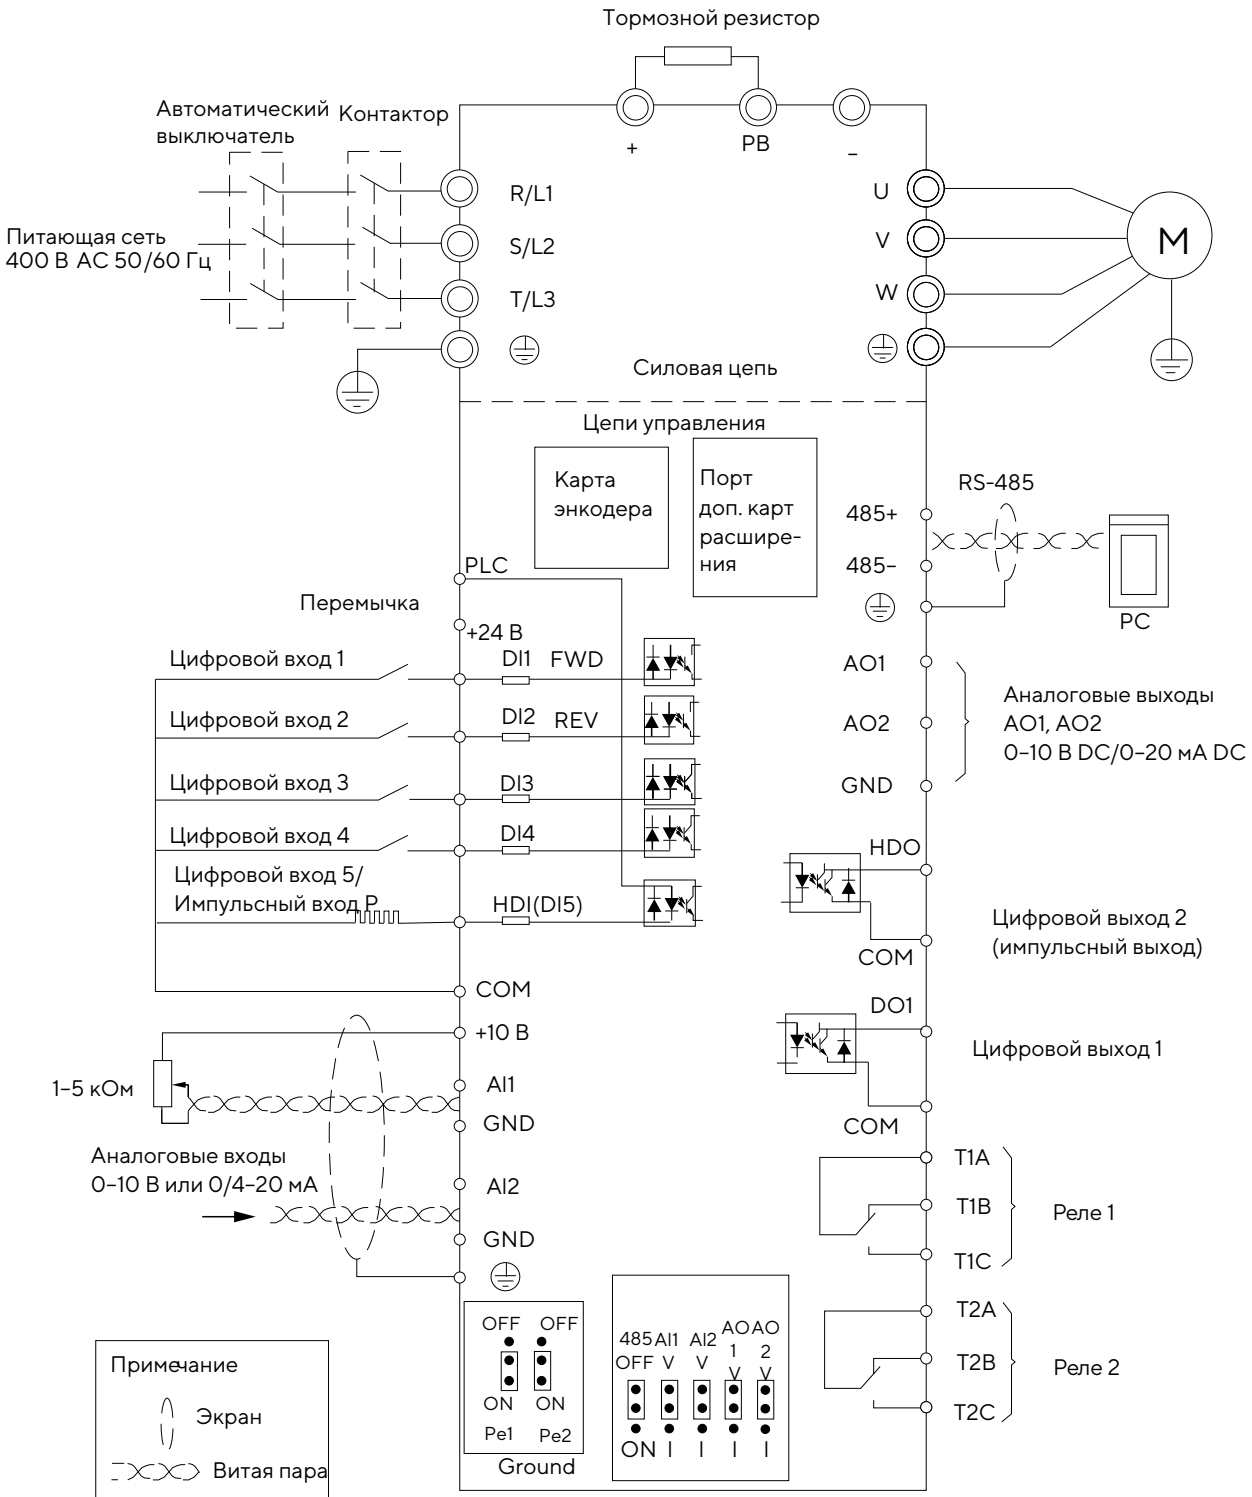 Тормозной резистор
Автоматический
выключатель
Контактор
+
PB
–
R/L1
S/L2
T/L3
Питающая сеть
400 В АС 50/60 Гц
U
V
W
M
Силовая цепь
Цепи управления
Карта
энкодера
Порт
доп. карт
расшире-
ния
RS-485
485+
485–
PC
PLC
Перемычка
+24 В
Цифровой вход 1
DI1
FWD
Цифровой вход 2
DI2
REV
Цифровой вход 3
DI3
Цифровой вход 4
DI4
Цифровой вход 5/
Импульсный вход P
HDI(DI5)
COM
AO1
AO2
GND
Аналоговые выходы
AO1, AO2
0–10 В DC/0–20 мА DC
HDO
COM
Цифровой выход 2
(импульсный выход)
DO1
COM
Цифровой выход 1
+10 В
1–5 кОм
AI1
GND
Аналоговые входы
0–10 В или 0/4–20 мА
AI2
GND
T1A
T1B
T1C
Реле 1
T2A
T2B
T2C
Реле 2
OFF OFF
ON ON
Pe1 Pe2
Ground
485 AI1 AI2 AO AO
1 2
OFF V V V V
ON I I I I
Примечание
Экран
Витая пара